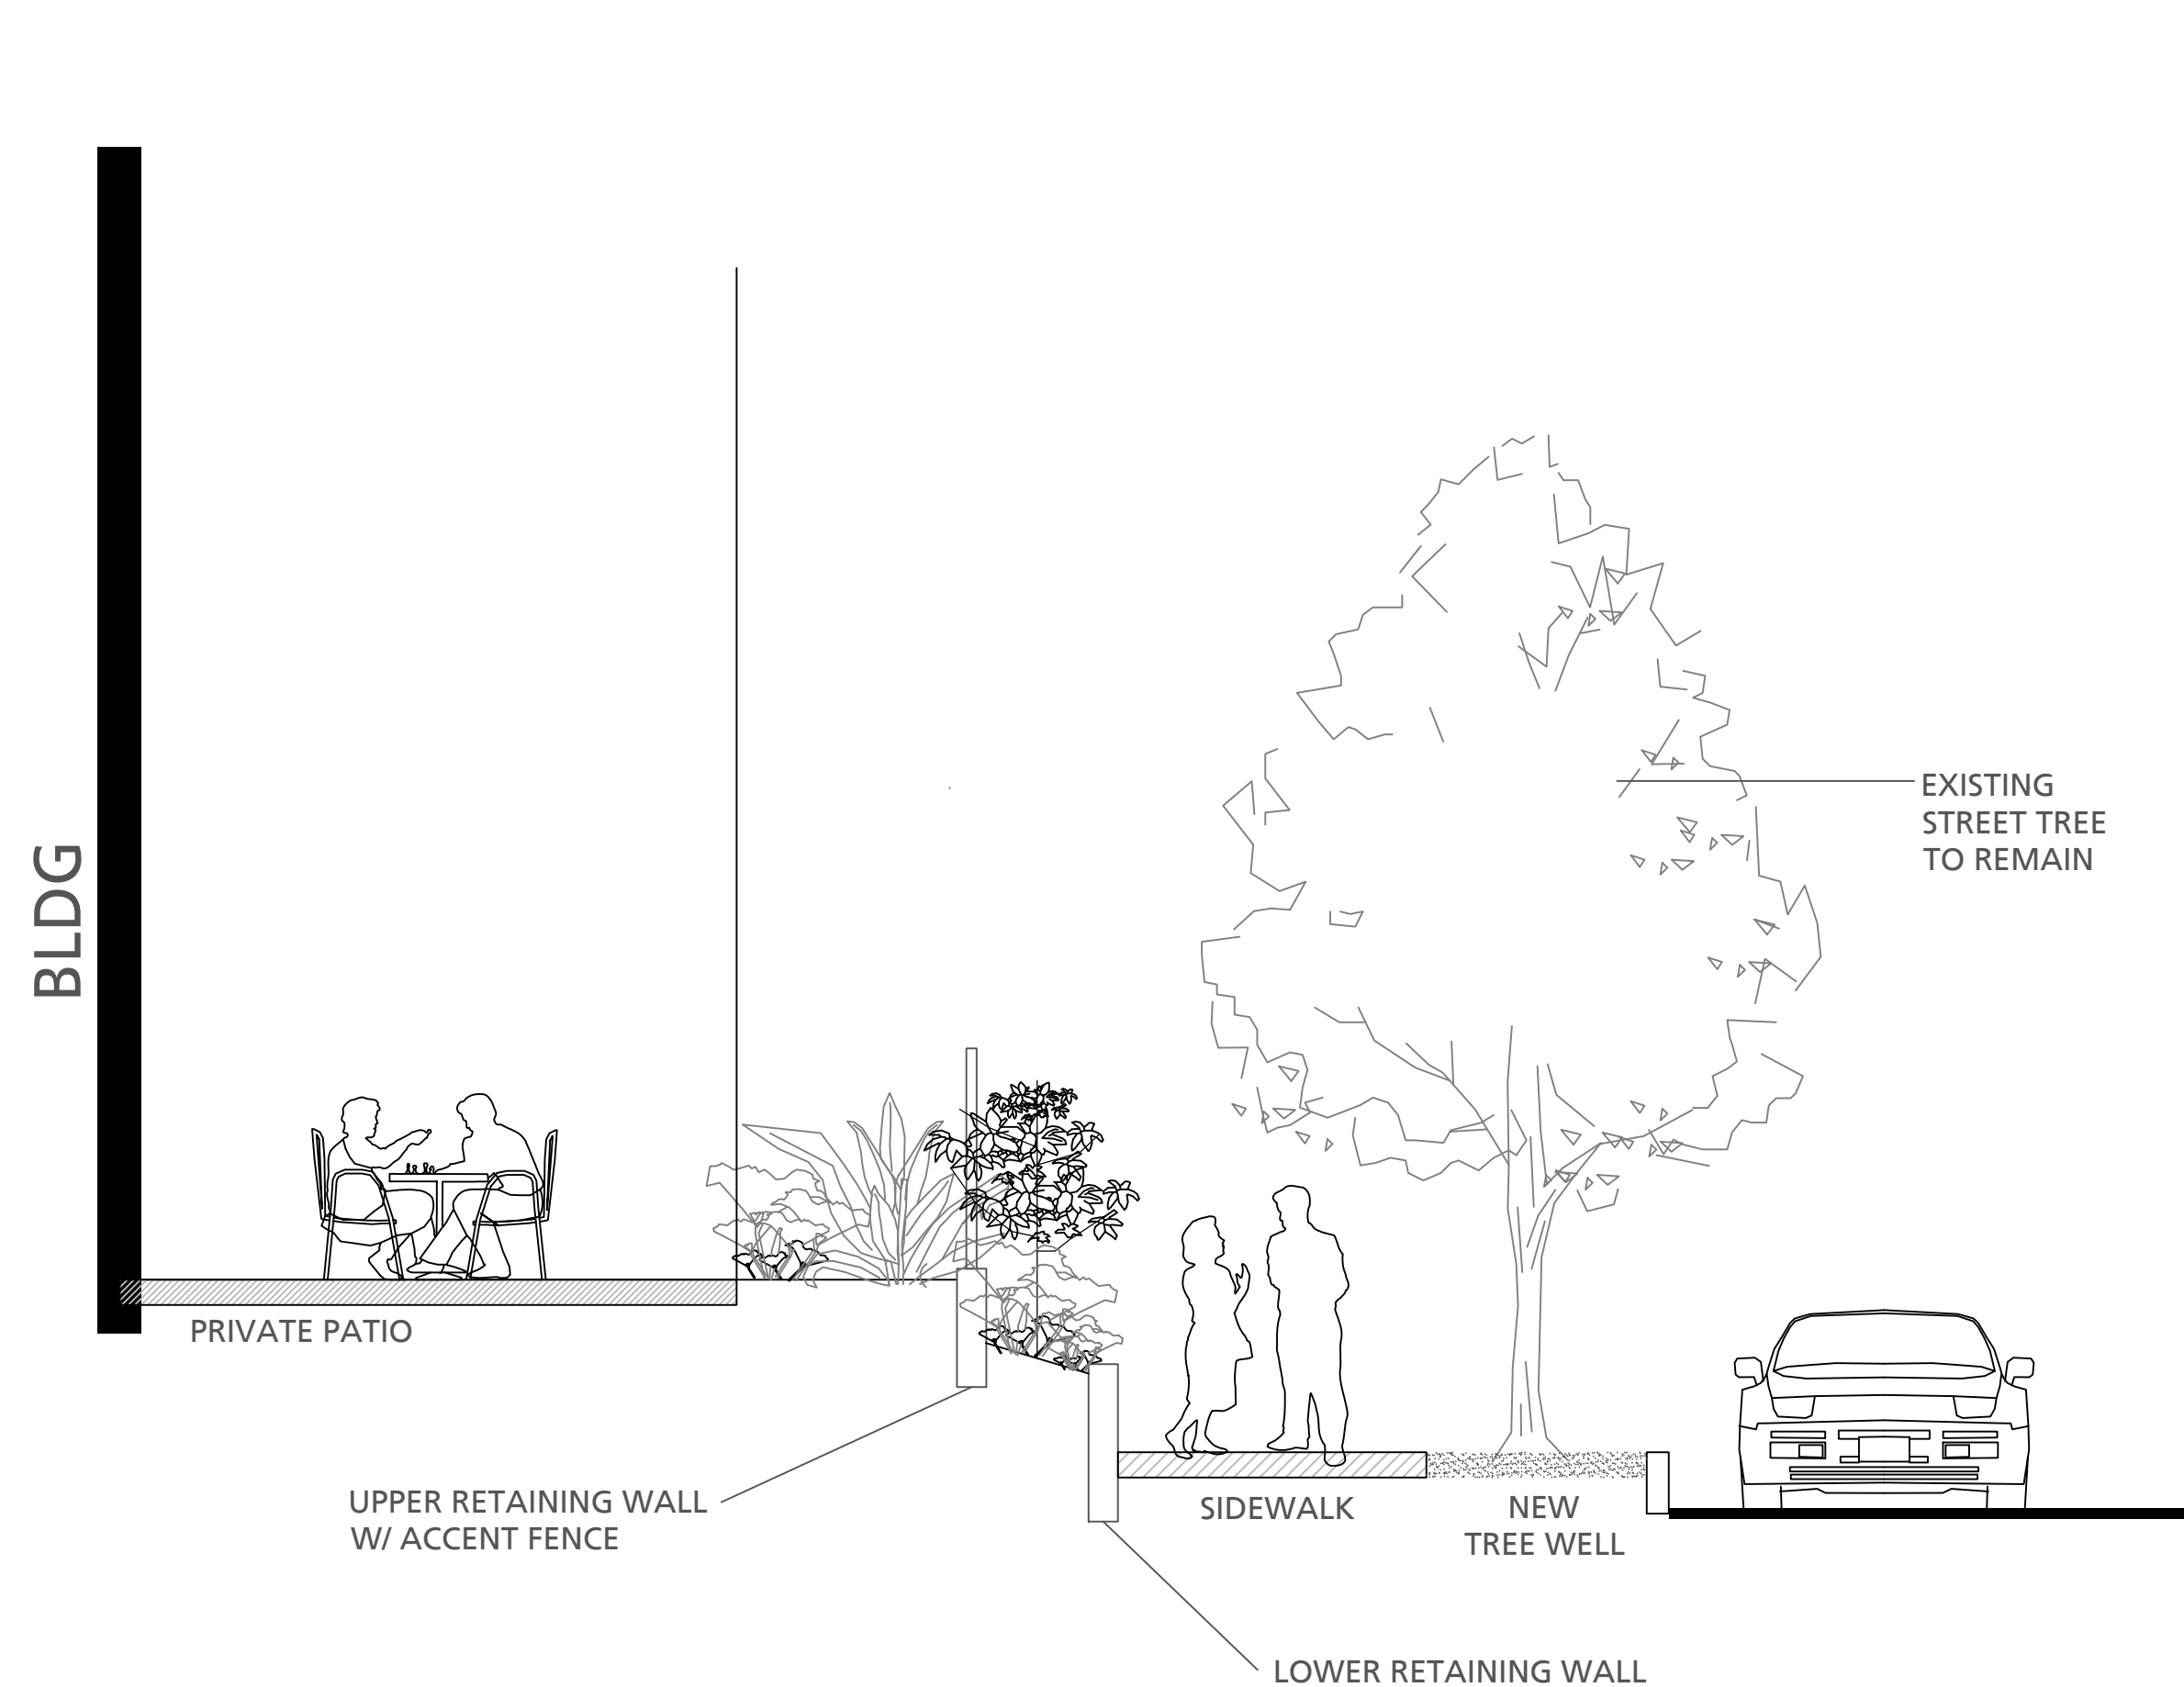 BLDG
EXISTING
STREET TREE
TO REMAIN
PRIVATE PATIO
UPPER RETAINING WALL
W/ ACCENT FENCE
SIDEWALK
NEW
TREE WELL
LOWER RETAINING WALL